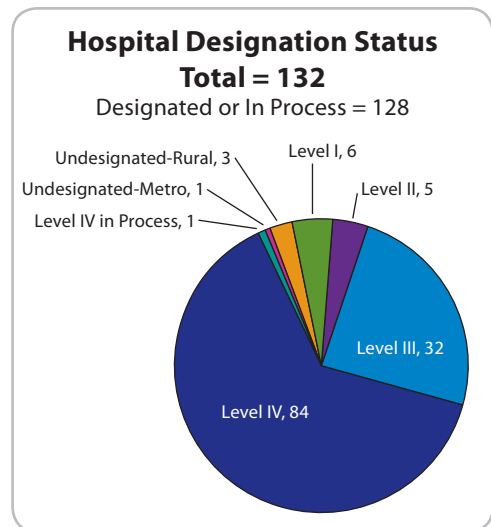 Hospital Designation Status
Total = 132
Designated or In Process = 128
Undesignated-Rural, 3
Level I, 6
Undesignated-Metro, 1
Level II, 5
Level IV in Process, 1
Level III, 32
Level IV, 84